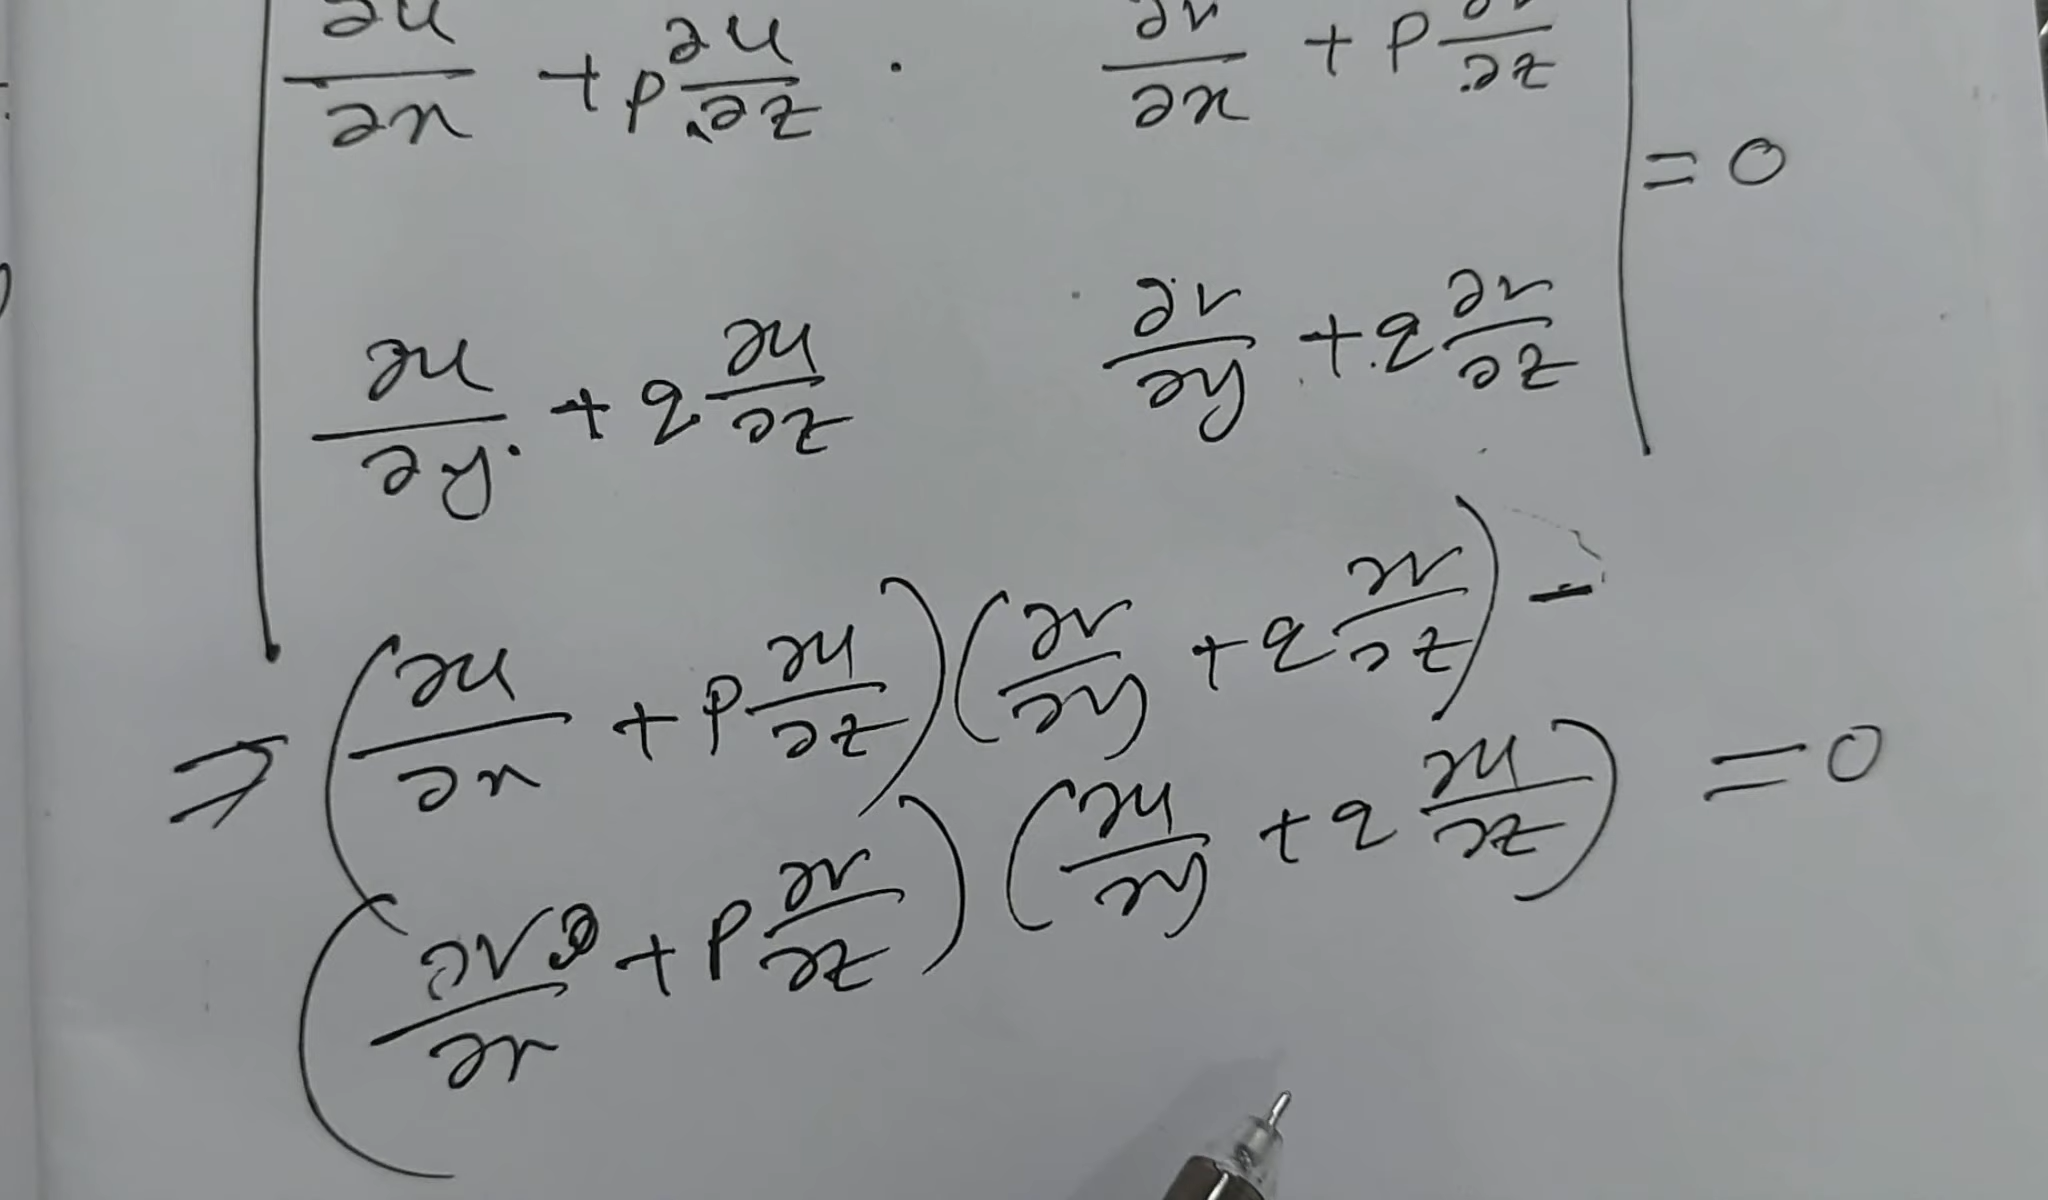 | ∂u/∂x + p ∂u/∂z   ∂v/∂x + p ∂v/∂z |
| ∂u/∂y + q ∂u/∂z   ∂v/∂y + q ∂v/∂z | = 0
⇒ (∂u/∂x + p ∂u/∂z)(∂v/∂y + q ∂v/∂z) −
(∂v/∂x + p ∂v/∂z)(∂u/∂y + q ∂u/∂z) = 0